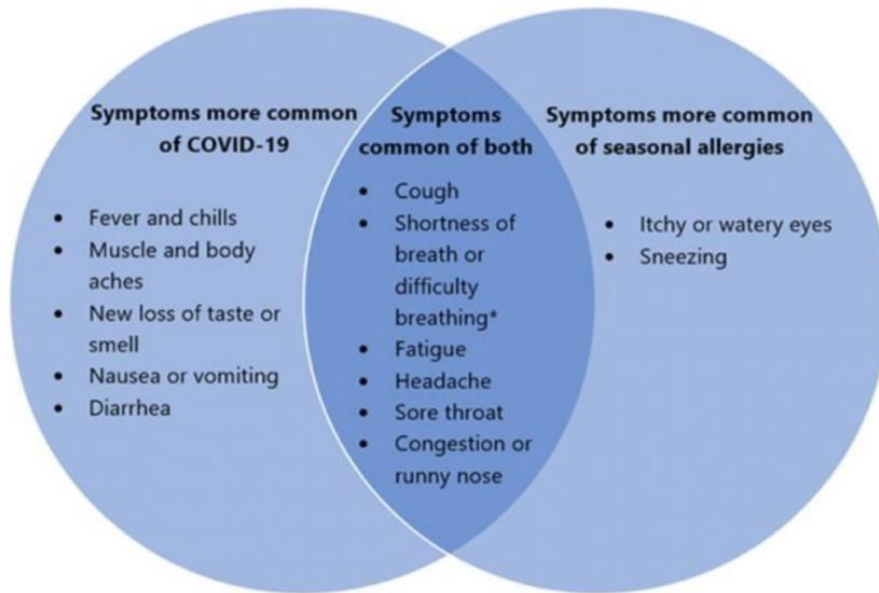 Symptoms more common
of COVID-19
• Fever and chills
• Muscle and body
aches
• New loss of taste or
smell
• Nausea or vomiting
• Diarrhea
Symptoms
common of both
• Cough
• Shortness of
breath or
difficulty
breathing*
• Fatigue
• Headache
• Sore throat
• Congestion or
runny nose
Symptoms more common
of seasonal allergies
• Itchy or watery eyes
• Sneezing